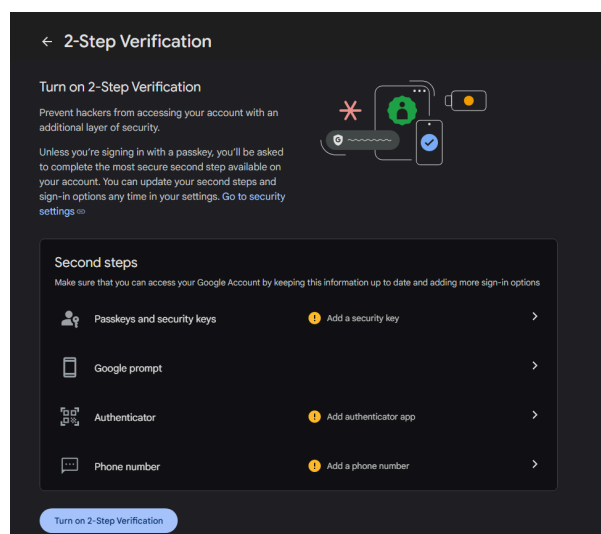 2-Step Verification
Turn on 2-Step Verification
Prevent hackers from accessing your account with an
additional layer of security.
Unless you're signing in with a passkey, you'll be asked
to complete the most secure second step available on
your account. You can update your second steps and
sign-in options any time in your settings. Go to security
settings
Second steps
Make sure that you can access your Google Account by keeping this information up to date and adding more sign-in options
Passkeys and security keys
Add a security key
Google prompt
Authenticator
Add authenticator app
Phone number
Add a phone number
Turn on 2-Step Verification